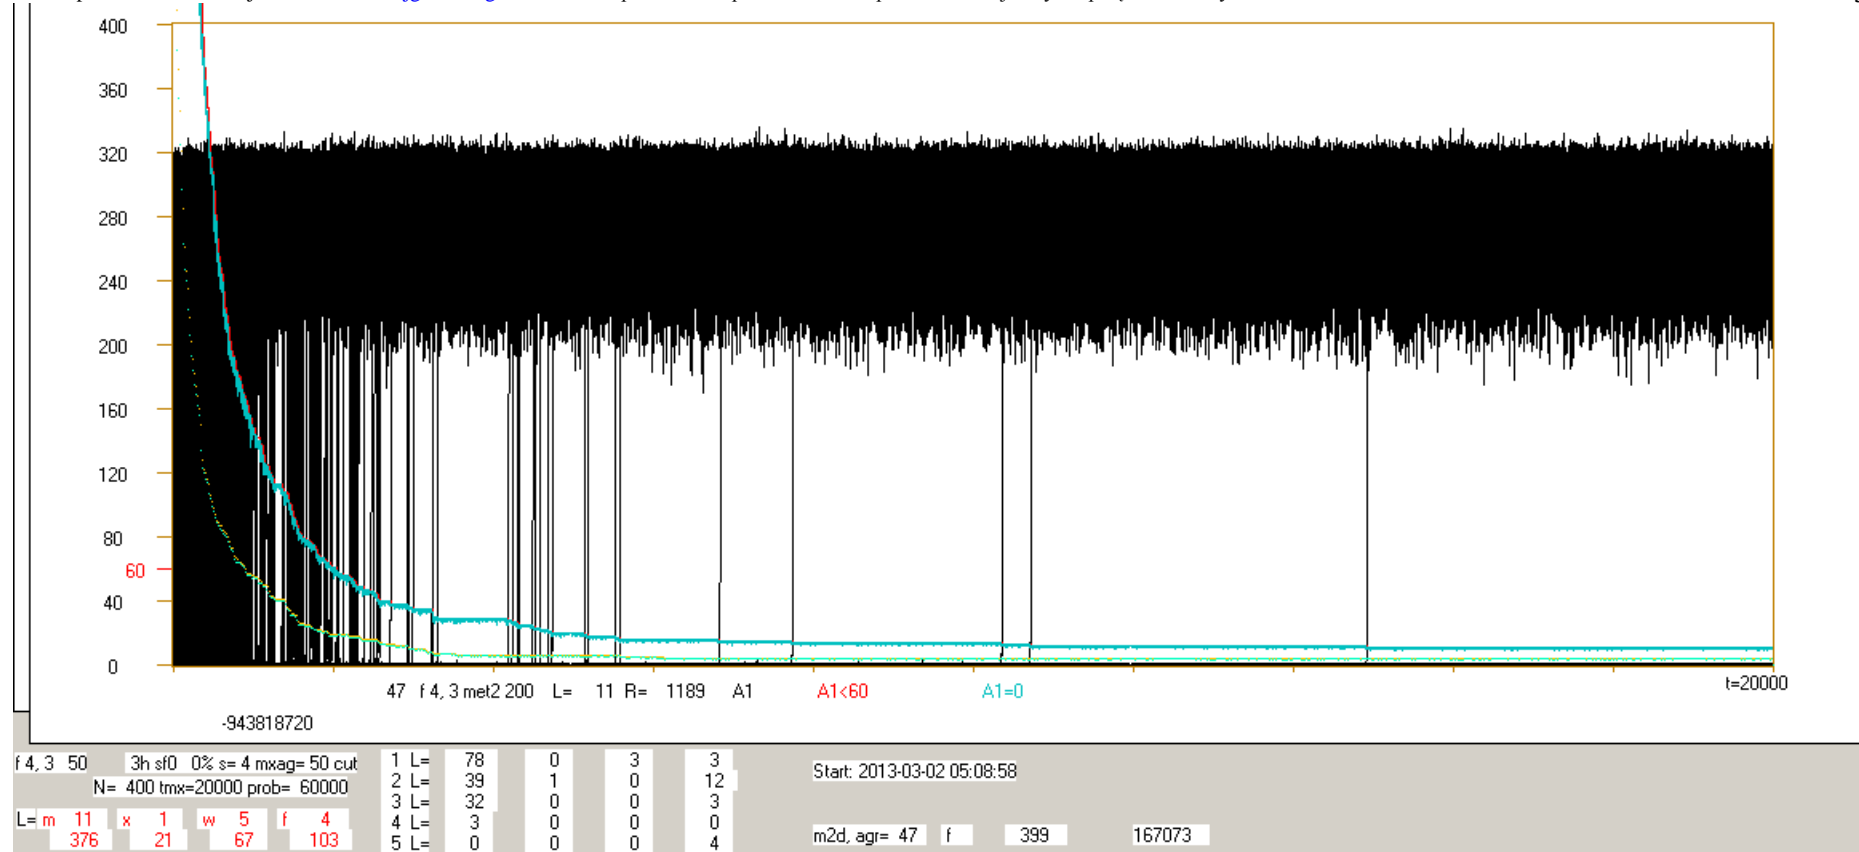 400
360
320
280
240
200
160
120
80
60
40
0
47 f 4, 3 met2 200 L= 11 R= 1189 A1 A1<60 A1=0 t=20000
-943818720
f 4, 3 50 3h sf0 0% s= 4 mxag= 50 cut
N= 400 tmx=20000 prob= 60000
L= m 11 x 1 w 5 f 4
376 21 67 103
1 L= 78 0 3 3
2 L= 39 1 0 12
3 L= 32 0 0 3
4 L= 3 0 0 0
5 L= 0 0 0 4
Start: 2013-03-02 05:08:58
m2d, agr= 47 f 399 167073